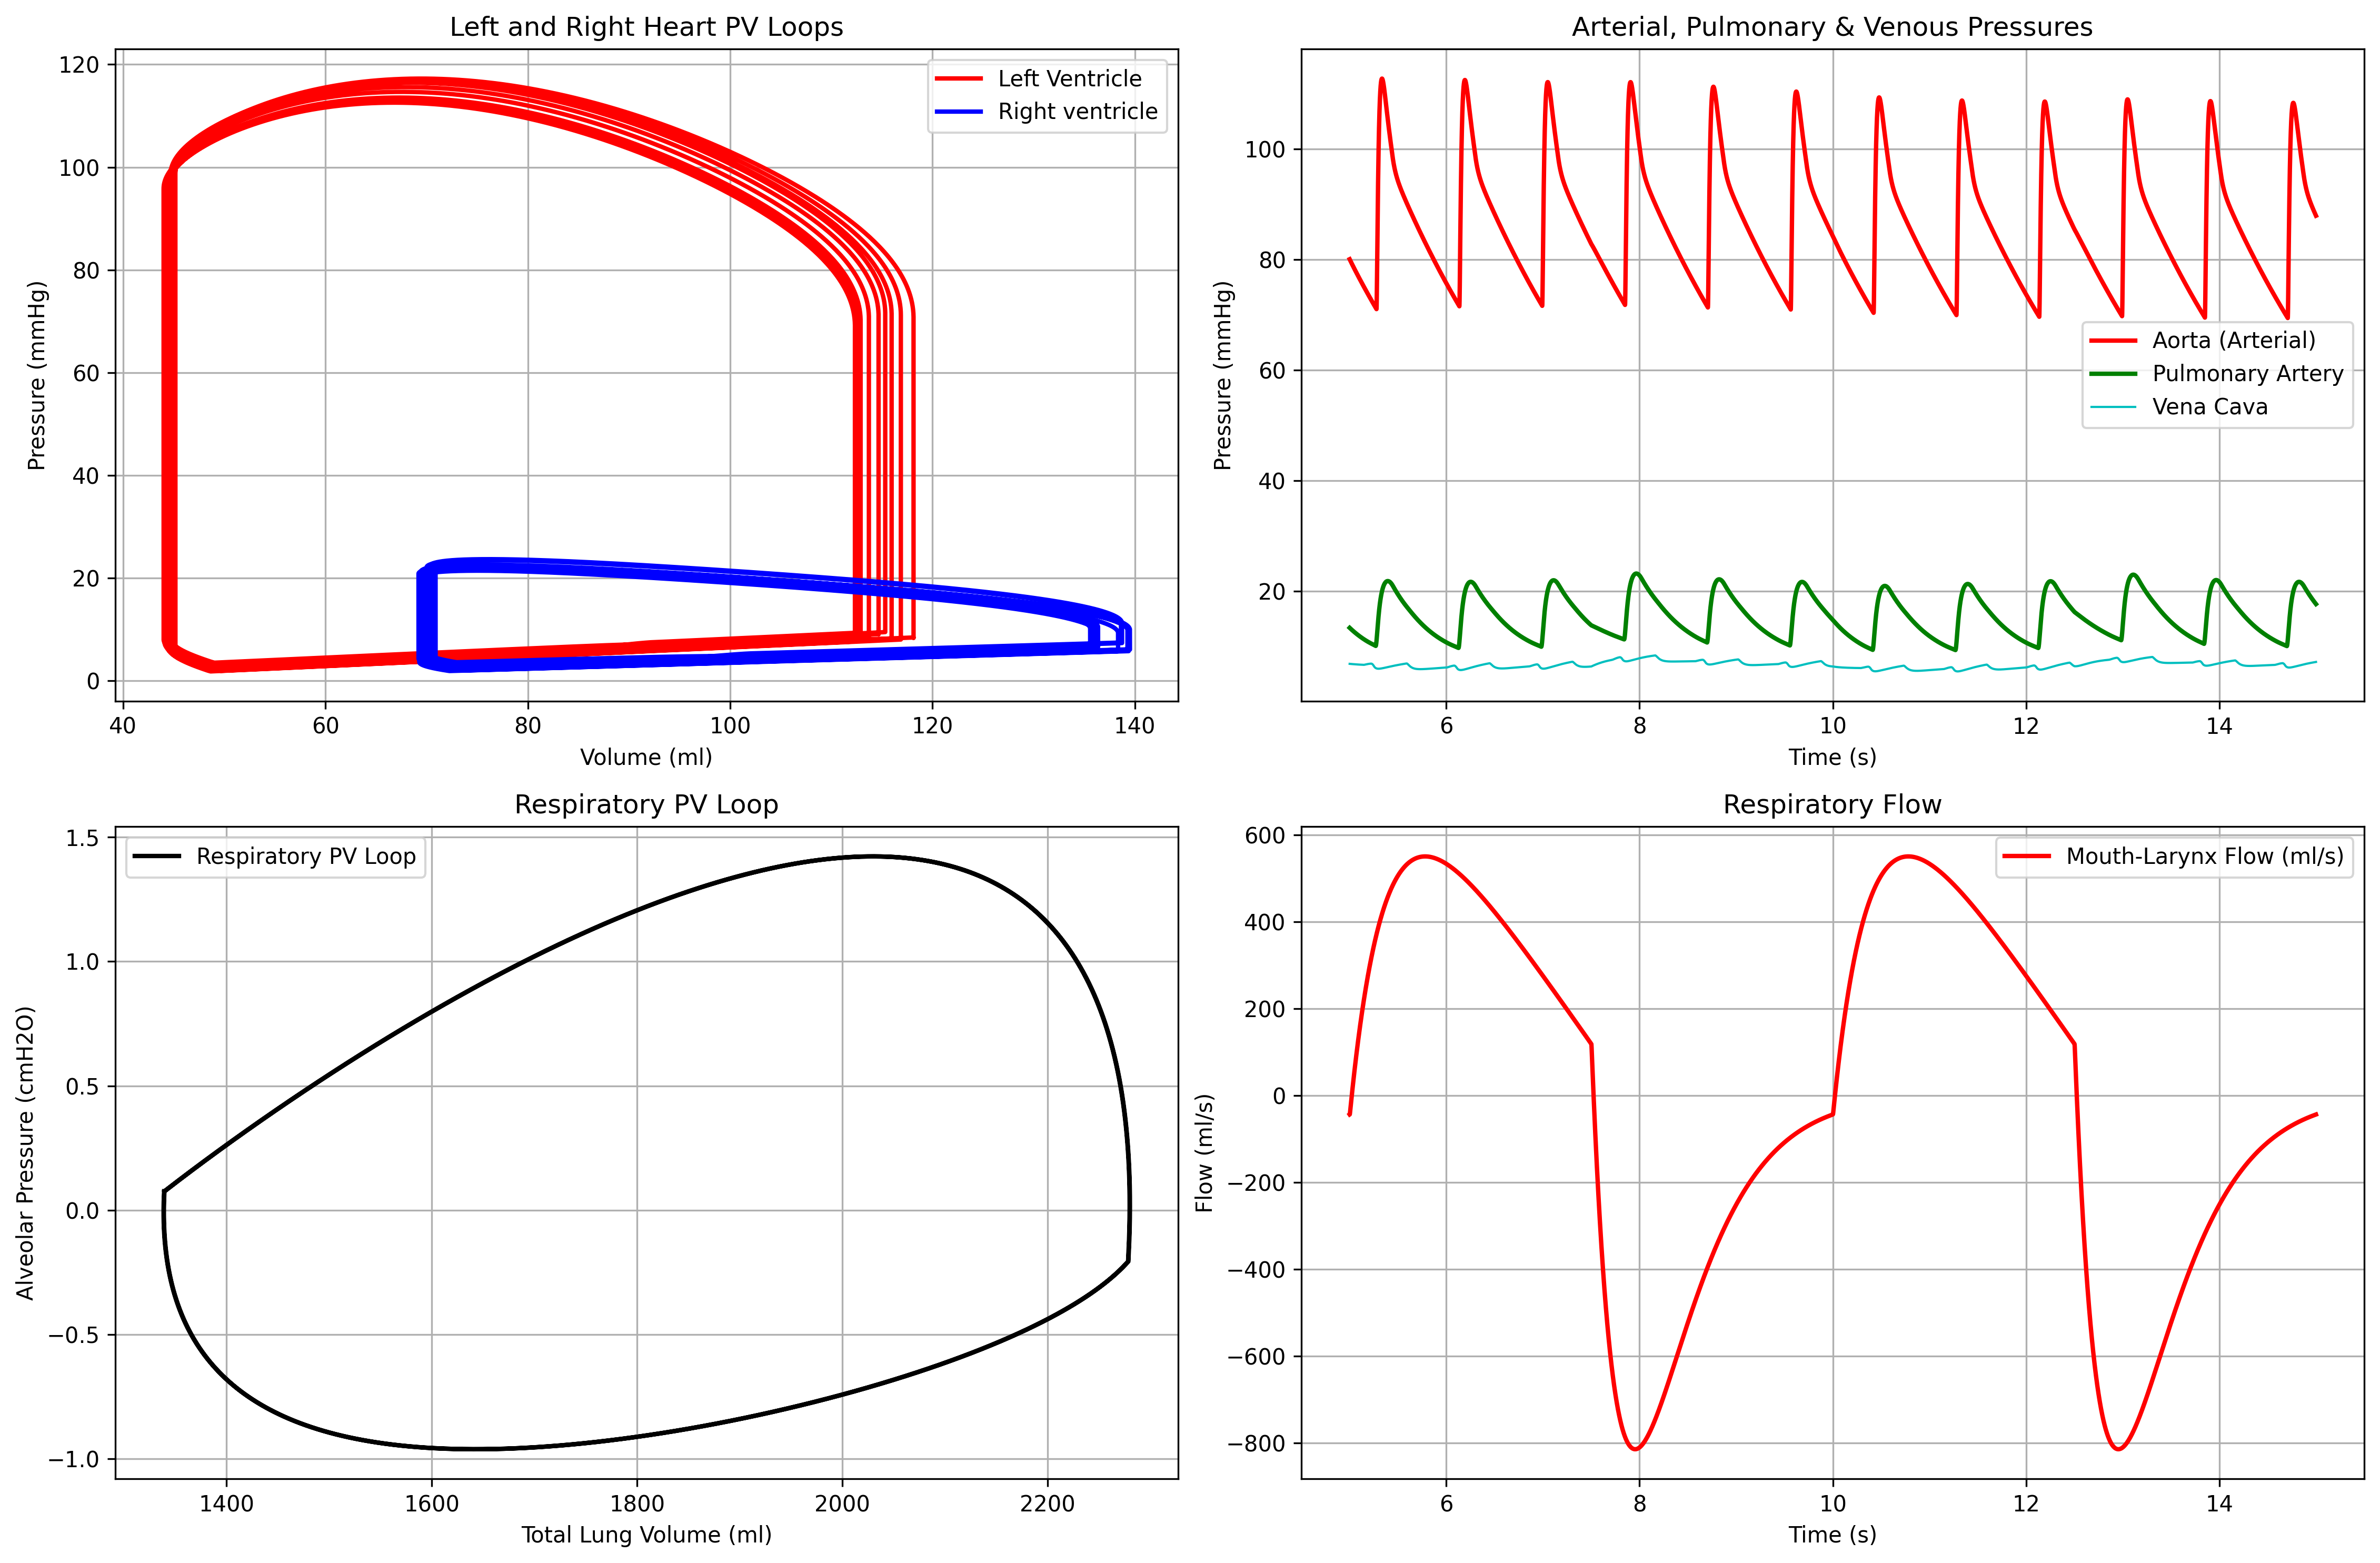 Left and Right Heart PV Loops
Left Ventricle
Right ventricle
Pressure (mmHg)
120
100
80
60
40
20
0
40 60 80 100 120 140
Volume (ml)
Arterial, Pulmonary & Venous Pressures
Aorta (Arterial)
Pulmonary Artery
Vena Cava
Pressure (mmHg)
100
80
60
40
20
6 8 10 12 14
Time (s)
Respiratory PV Loop
Respiratory PV Loop
Alveolar Pressure (cmH2O)
1.5
1.0
0.5
0.0
−0.5
−1.0
1400 1600 1800 2000 2200
Total Lung Volume (ml)
Respiratory Flow
Mouth-Larynx Flow (ml/s)
Flow (ml/s)
600
400
200
0
−200
−400
−600
−800
6 8 10 12 14
Time (s)